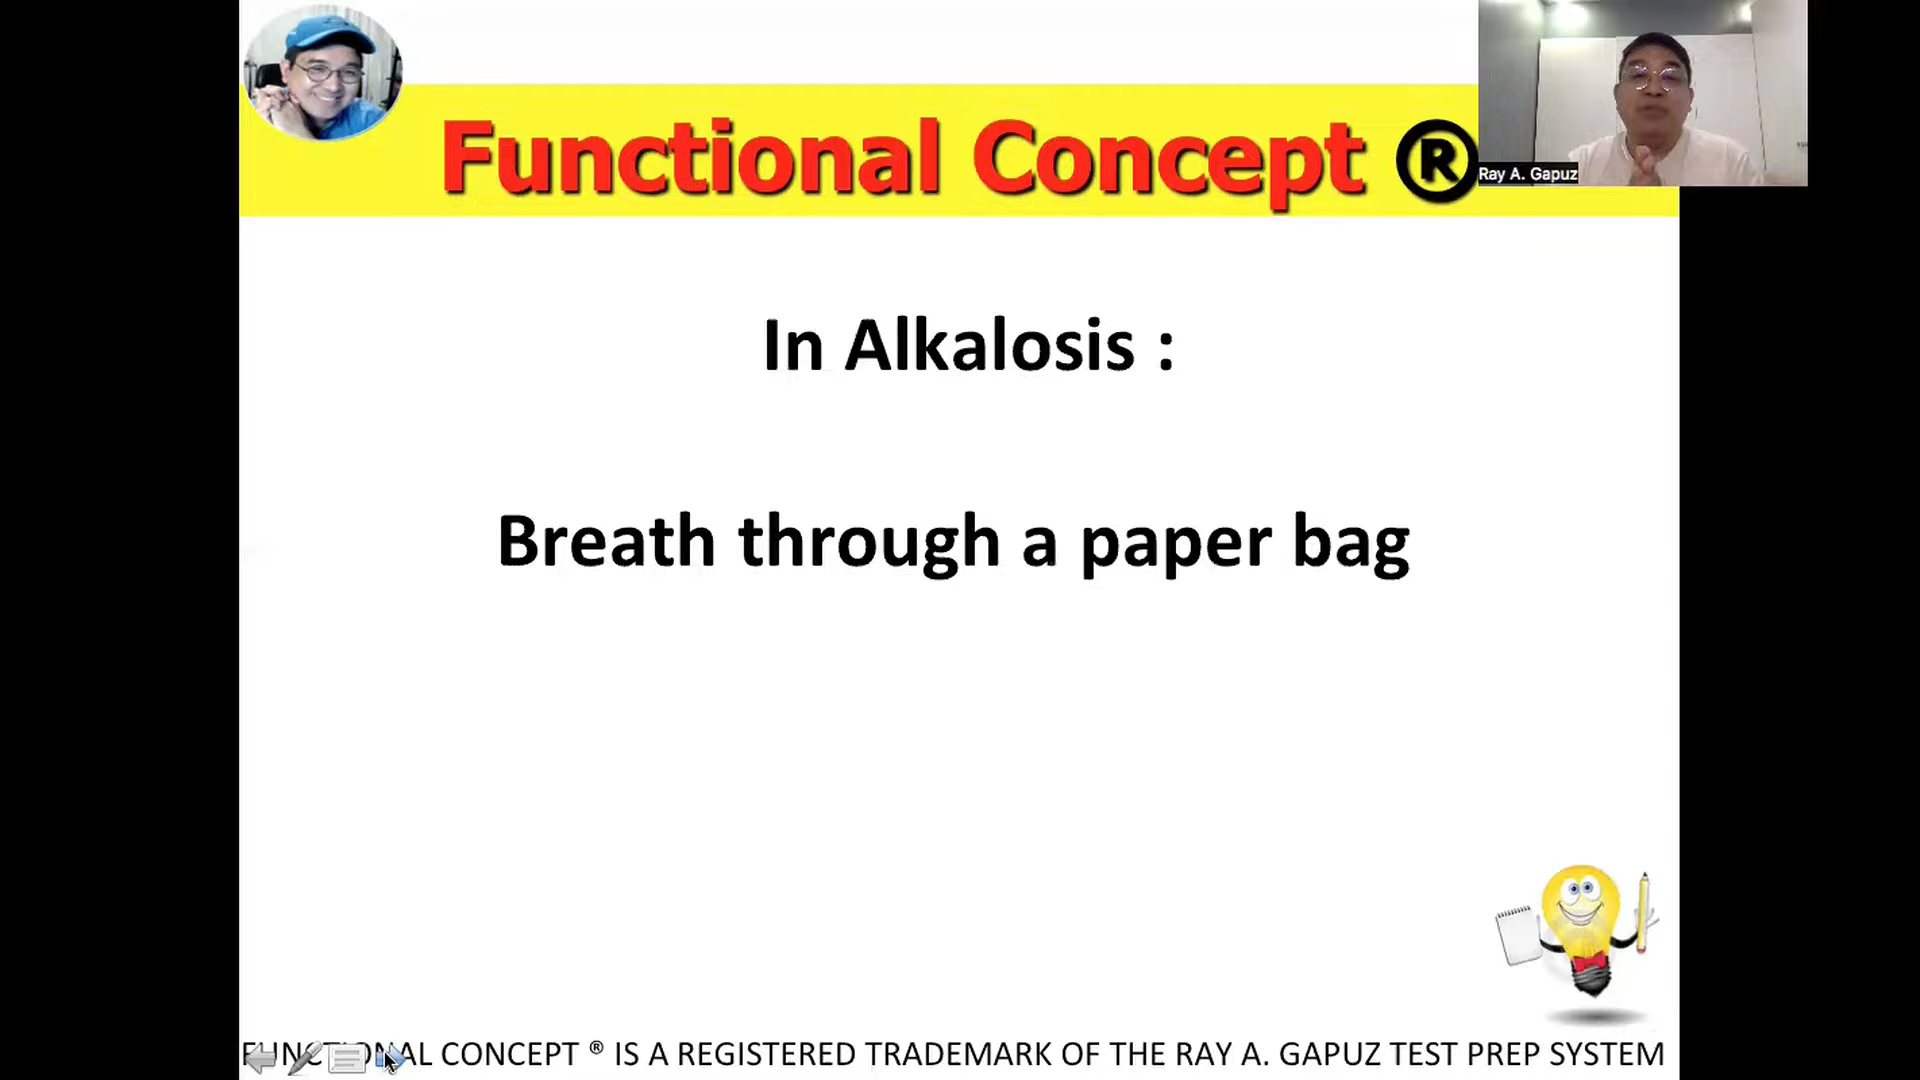 Functional Concept ®
Ray A. Gapuz
In Alkalosis :
Breath through a paper bag
FUNCTIONAL CONCEPT ® IS A REGISTERED TRADEMARK OF THE RAY A. GAPUZ TEST PREP SYSTEM